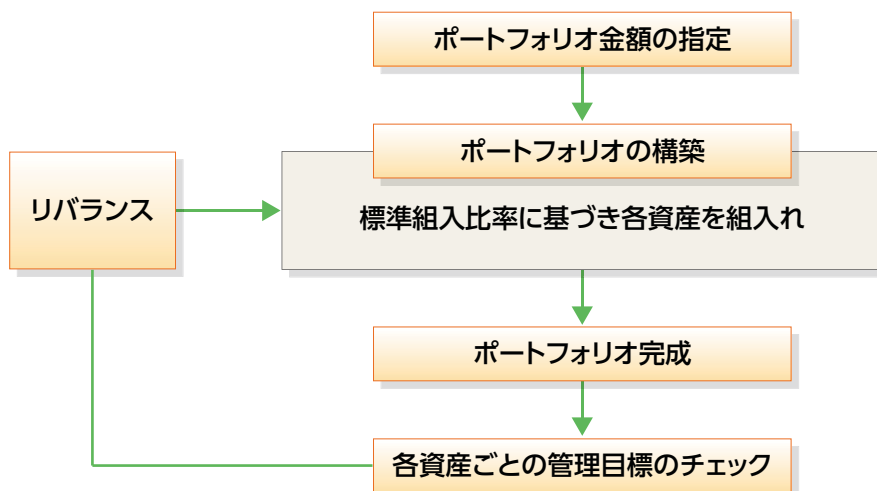 ポートフォリオ金額の指定
ポートフォリオの構築
リバランス
標準組入比率に基づき各資産を組入れ
ポートフォリオ完成
各資産ごとの管理目標のチェック